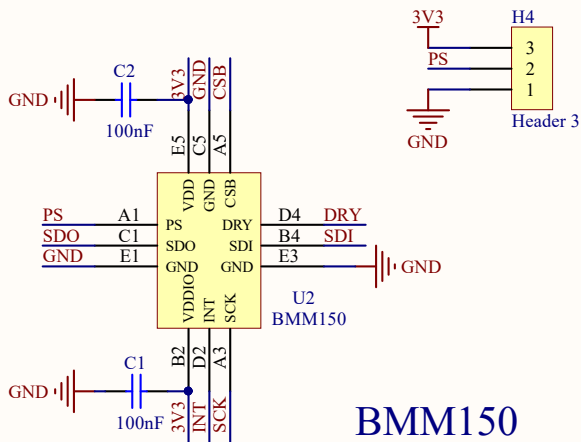 3V3
H4
C2
3V3
GND
CSB
PS
3
2
1
GND
100nF
E5
C5
A5
Header 3
GND
VDD
GND
CSB
PS
A1
PS
DRY
D4
DRY
SDO
C1
SDO
SDI
B4
SDI
GND
E1
GND
GND
E3
GND
VDDIO
INT
SCK
U2
BMM150
B2
D2
A3
C1
GND
100nF
3V3
INT
SCK
BMM150